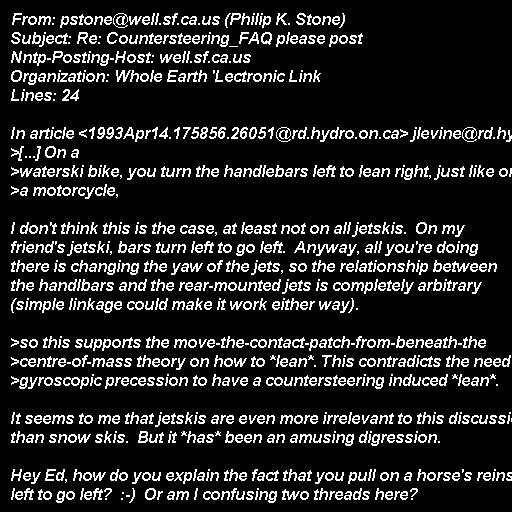 From: pstone@well.sf.ca.us (Philip K. Stone)
Subject: Re: Countersteering_FAQ please post
Nntp-Posting-Host: well.sf.ca.us
Organization: Whole Earth 'Lectronic Link
Lines: 24

In article <1993Apr14.175856.26051@rd.hydro.on.ca> jlevine@rd.hy
>[...] On a
>waterski bike, you turn the handlebars left to lean right, just like
>a motorcycle,

I don't think this is the case, at least not on all jetskis.  On my
friend's jetski, bars turn left to go left.  Anyway, all you're doing
there is changing the yaw of the jets, so the relationship between
the handlbars and the rear-mounted jets is completely arbitrary
(simple linkage could make it work either way).

>so this supports the move-the-contact-patch-from-beneath-the
>centre-of-mass theory on how to *lean*. This contradicts the need
>gyroscopic precession to have a countersteering induced *lean*.

It seems to me that jetskis are even more irrelevant to this discussi
than snow skis.  But it *has* been an amusing digression.

Hey Ed, how do you explain the fact that you pull on a horse's reins
left to go left?  :-)  Or am I confusing two threads here?